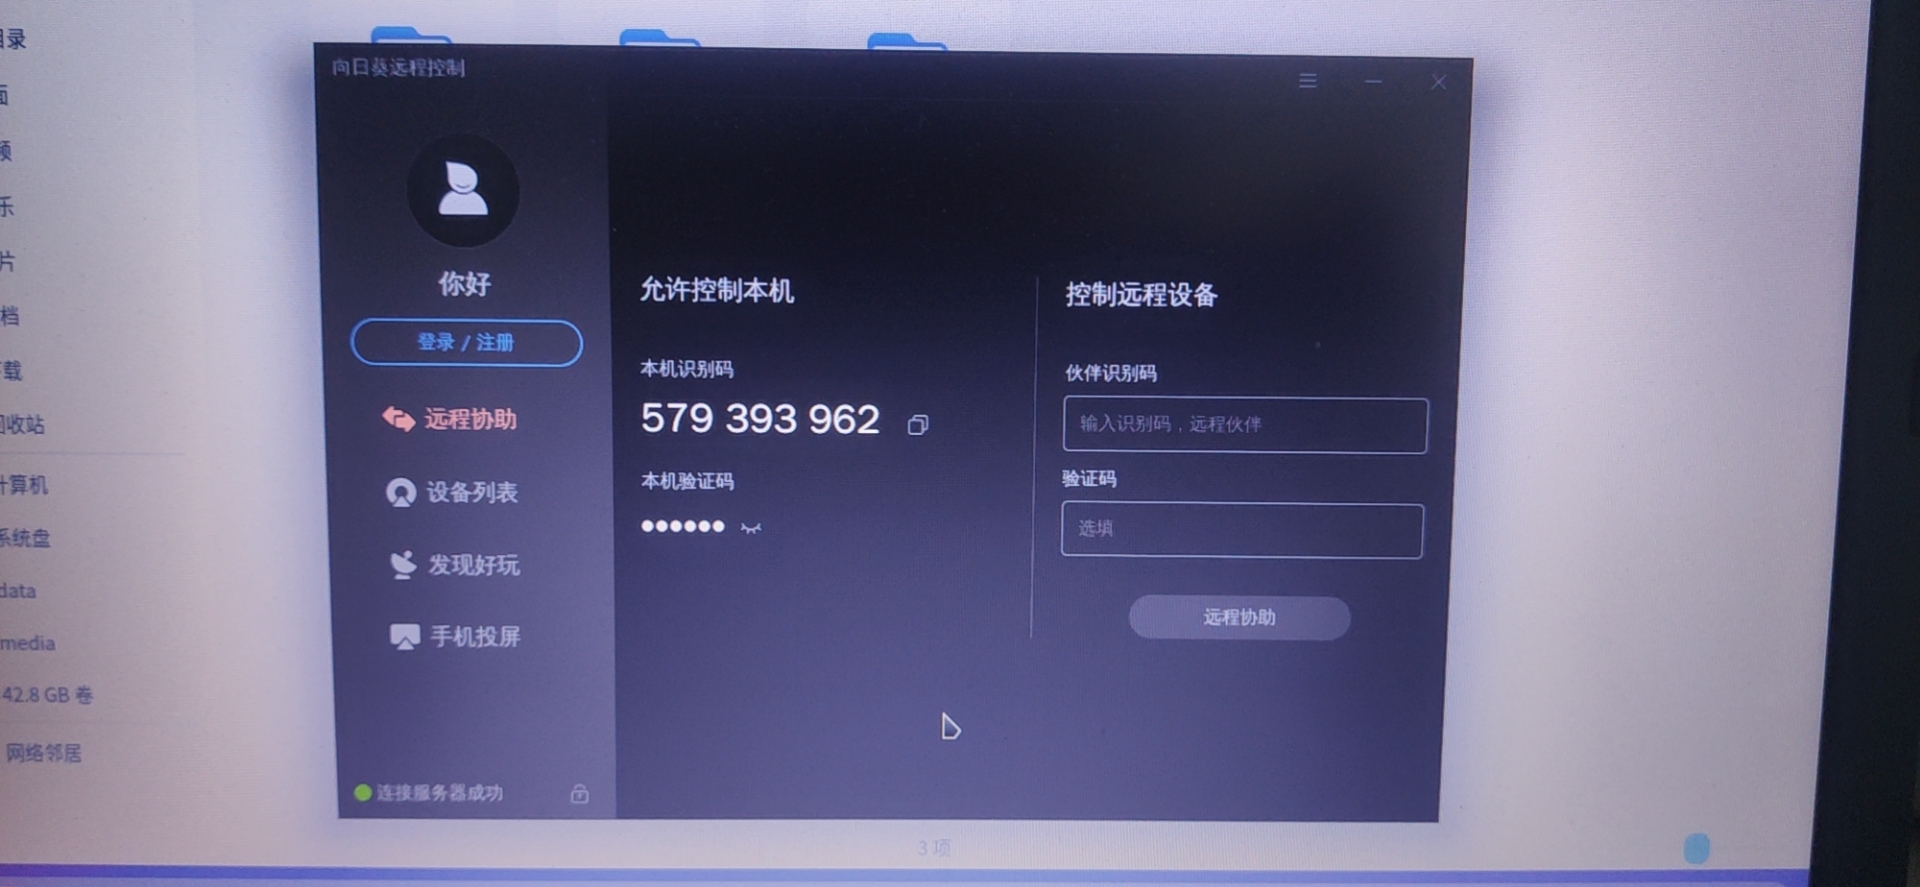 向日葵远程控制
你好
登录 / 注册
远程协助
设备列表
发现好玩
手机投屏
连接服务器成功
允许控制本机
本机识别码
579 393 962
本机验证码
控制远程设备
伙伴识别码
输入识别码，远程伙伴
验证码
选填
远程协助
录
面
频
乐
片
档
载
回收站
计算机
系统盘
data
media
42.8 GB 卷
网络邻居
3 项